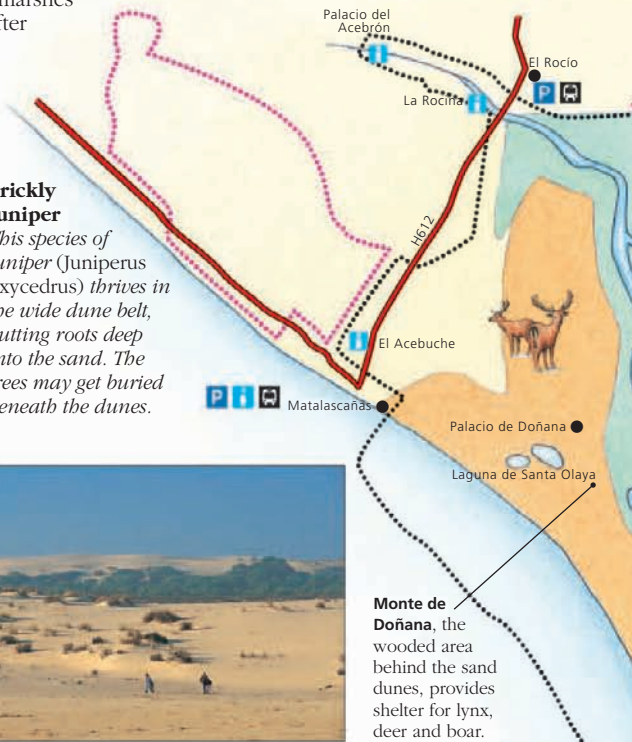 marshes
fter
rickly
uniper
his species of
uniper (Juniperus
xycedrus) thrives in
he wide dune belt,
utting roots deep
nto the sand. The
rees may get buried
eneath the dunes.
Palacio del
Acebrón
La Rocina
El Rocío
P
H612
El Acebuche
P
Matalascañas
Palacio de Doñana
Laguna de Santa Olaya
Monte de
Doñana, the
wooded area
behind the sand
dunes, provides
shelter for lynx,
deer and boar.